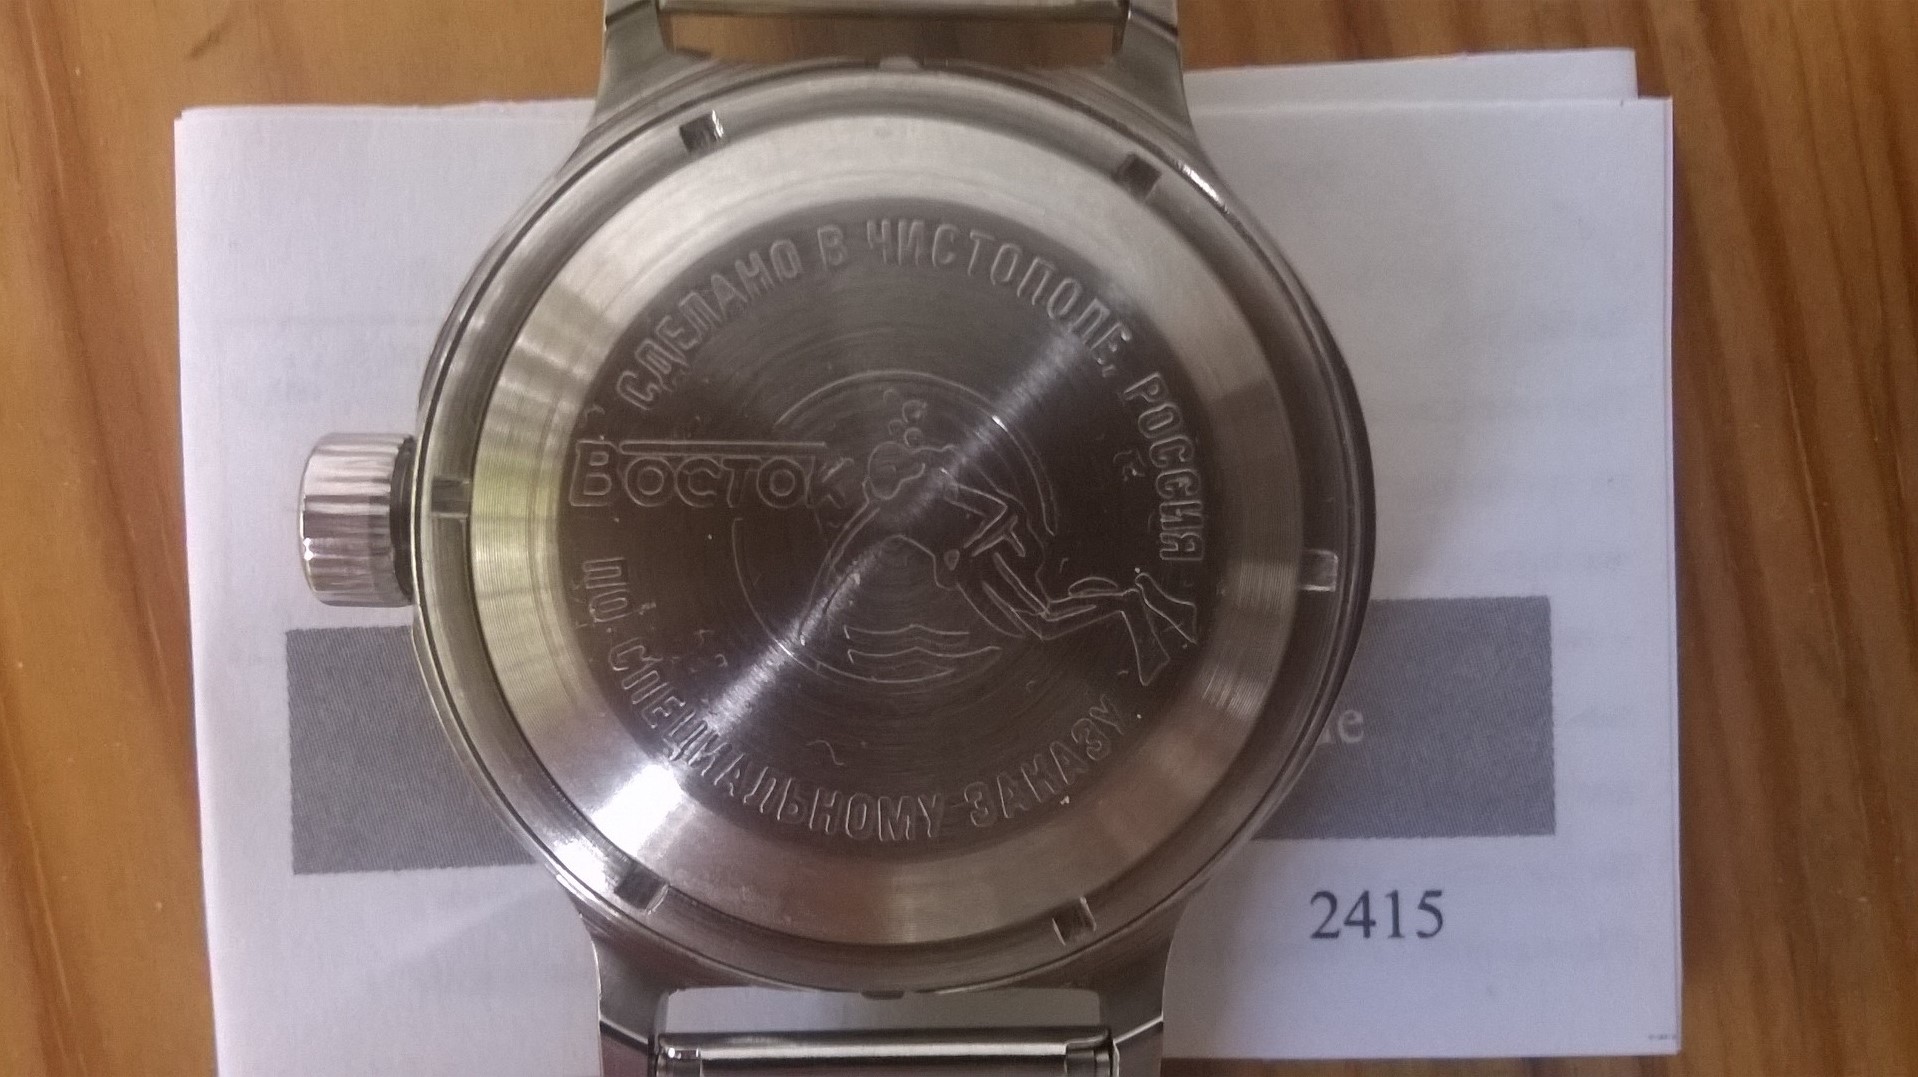 СДЕЛАНО В ЧИСТОПОЛЕ, РОССИЯ
ВОСТОК
ПО СПЕЦИАЛЬНОМУ ЗАКАЗУ
2415